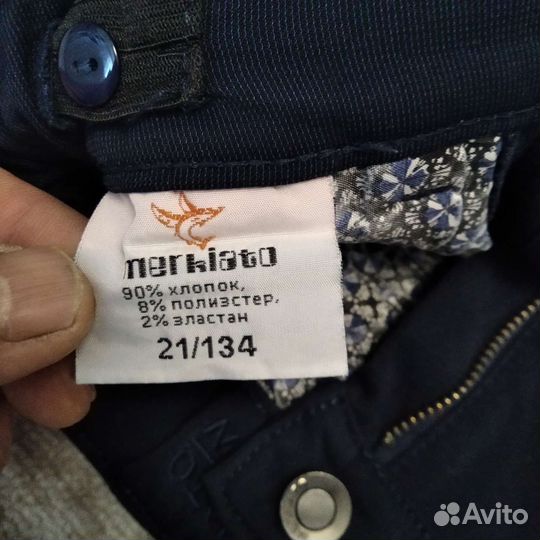 merkiato
90% хлопок,
8% полиэстер,
2% эластан
21/134
Avito